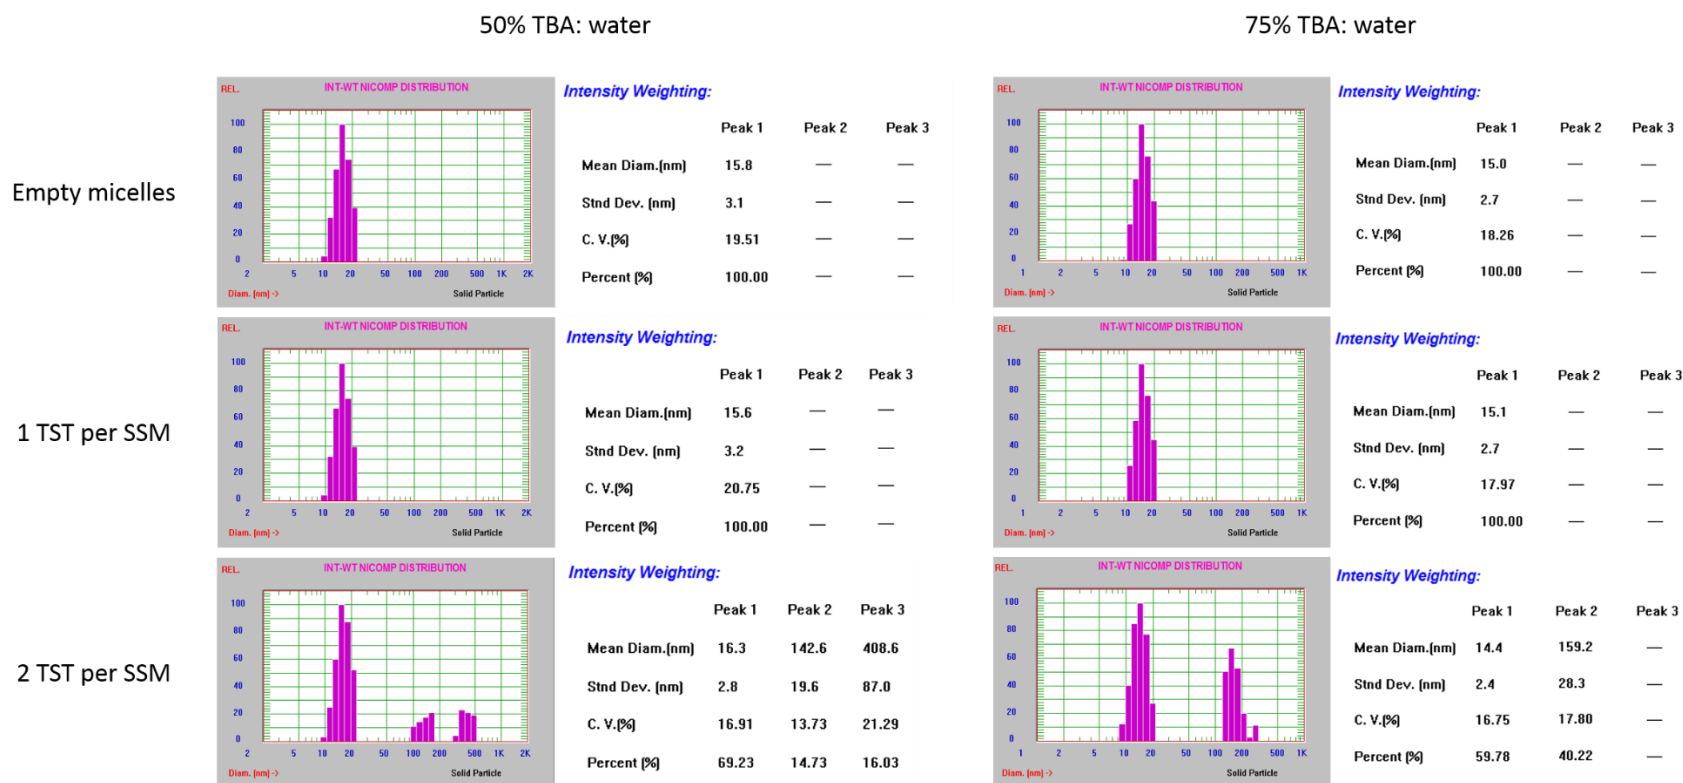 50% TBA: water
75% TBA: water
Empty micelles
REL.
INT-WT NICOMP DISTRIBUTION
100
80
60
40
20
0
2 5 10 20 50 100 200 500 1K 2K
Diam. (nm) ->
Solid Particle
Intensity Weighting:
Peak 1 Peak 2 Peak 3
Mean Diam.(nm) 15.8 — —
Stnd Dev. (nm) 3.1 — —
C. V.(%) 19.51 — —
Percent (%) 100.00 — —
REL.
INT-WT NICOMP DISTRIBUTION
100
80
60
40
20
0
1 2 5 10 20 50 100 200 500 1K
Diam. (nm) ->
Solid Particle
Intensity Weighting:
Peak 1 Peak 2 Peak 3
Mean Diam.(nm) 15.0 — —
Stnd Dev. (nm) 2.7 — —
C. V.(%) 18.26 — —
Percent (%) 100.00 — —
1 TST per SSM
REL.
INT-WT NICOMP DISTRIBUTION
100
80
60
40
20
0
2 5 10 20 50 100 200 500 1K 2K
Diam. (nm) ->
Solid Particle
Intensity Weighting:
Peak 1 Peak 2 Peak 3
Mean Diam.(nm) 15.6 — —
Stnd Dev. (nm) 3.2 — —
C. V.(%) 20.75 — —
Percent (%) 100.00 — —
REL.
INT-WT NICOMP DISTRIBUTION
100
80
60
40
20
0
1 2 5 10 20 50 100 200 500 1K
Diam. (nm) ->
Solid Particle
Intensity Weighting:
Peak 1 Peak 2 Peak 3
Mean Diam.(nm) 15.1 — —
Stnd Dev. (nm) 2.7 — —
C. V.(%) 17.97 — —
Percent (%) 100.00 — —
2 TST per SSM
REL.
INT-WT NICOMP DISTRIBUTION
100
80
60
40
20
0
2 5 10 20 50 100 200 500 1K 2K
Diam. (nm) ->
Solid Particle
Intensity Weighting:
Peak 1 Peak 2 Peak 3
Mean Diam.(nm) 16.3 142.6 408.6
Stnd Dev. (nm) 2.8 19.6 87.0
C. V.(%) 16.91 13.73 21.29
Percent (%) 69.23 14.73 16.03
REL.
INT-WT NICOMP DISTRIBUTION
100
80
60
40
20
0
1 2 5 10 20 50 100 200 500 1K
Diam. (nm) ->
Solid Particle
Intensity Weighting:
Peak 1 Peak 2 Peak 3
Mean Diam.(nm) 14.4 159.2 —
Stnd Dev. (nm) 2.4 28.3 —
C. V.(%) 16.75 17.80 —
Percent (%) 59.78 40.22 —